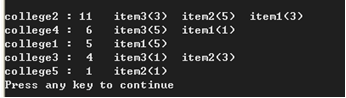 college2 : 11   item3(3)  item2(5)  item1(3)
college4 :  6   item3(5)  item1(1)
college1 :  5   item1(5)
college3 :  4   item3(1)  item2(3)
college5 :  1   item2(1)
Press any key to continue